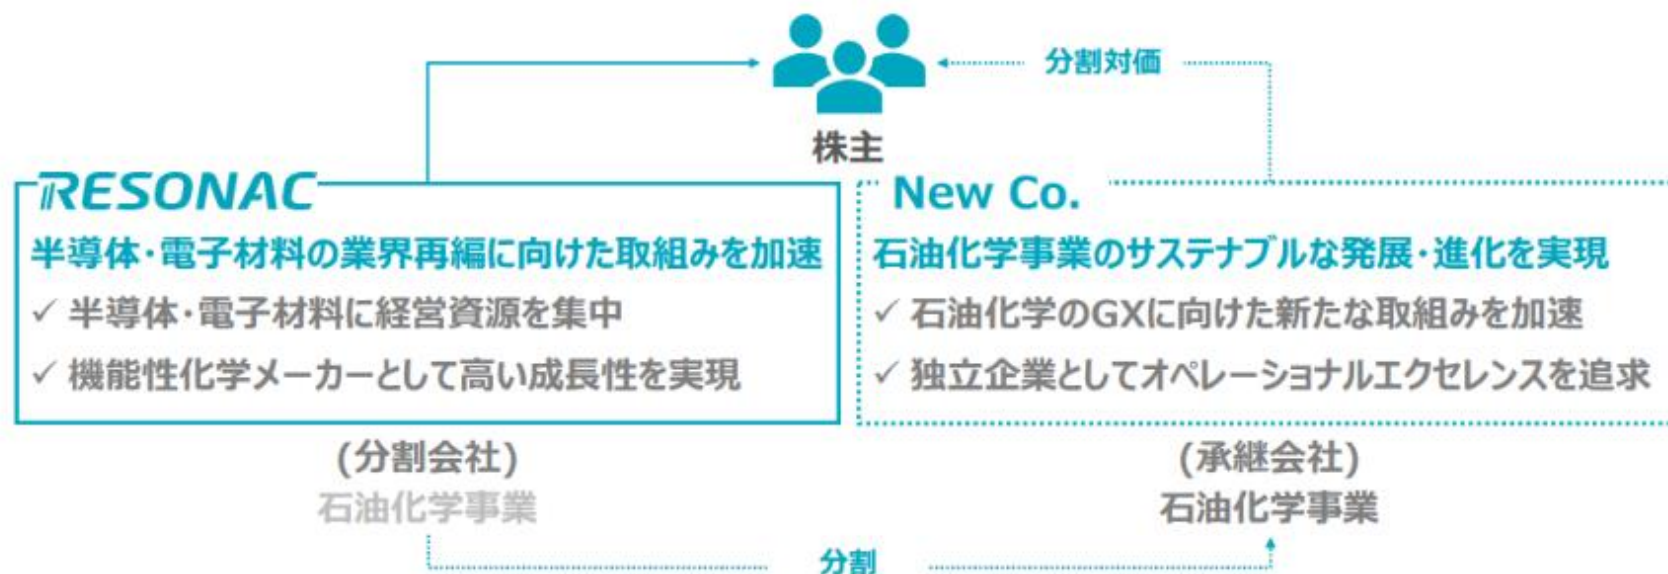 分割対価
株主
RESONAC
半導体・電子材料の業界再編に向けた取組みを加速
✓ 半導体・電子材料に経営資源を集中
✓ 機能性化学メーカーとして高い成長性を実現
(分割会社)
石油化学事業
New Co.
石油化学事業のサステナブルな発展・進化を実現
✓ 石油化学のGXに向けた新たな取組みを加速
✓ 独立企業としてオペレーショナルエクセレンスを追求
(承継会社)
石油化学事業
分割